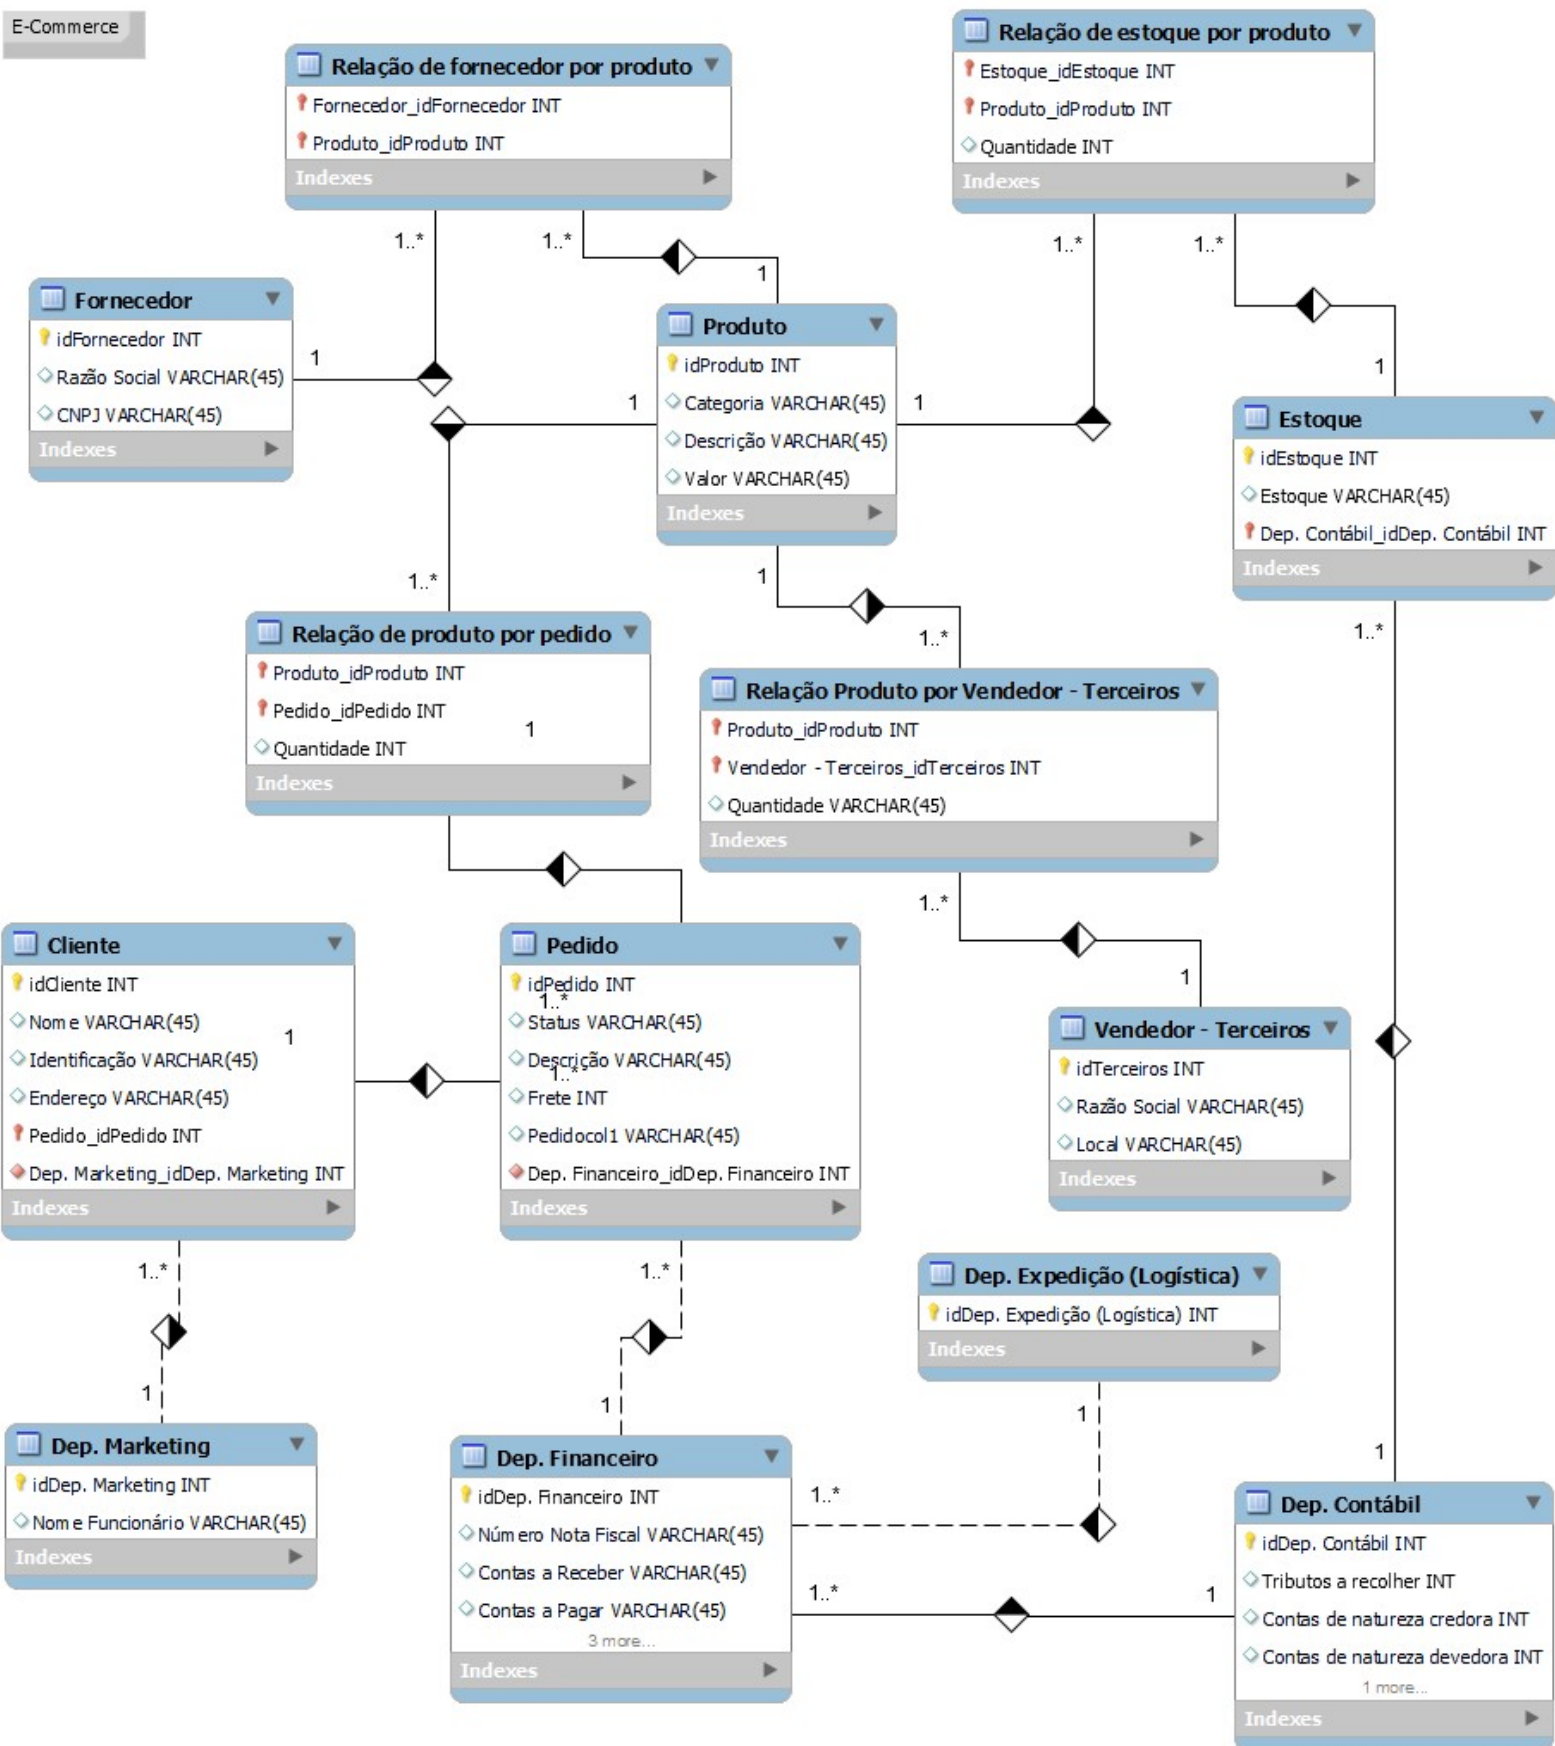 E-Commerce
Relação de fornecedor por produto
Fornecedor_idFornecedor INT
Produto_idProduto INT
Indexes
Relação de estoque por produto
Estoque_idEstoque INT
Produto_idProduto INT
Quantidade INT
Indexes
1..*
1..*
1
1..*
1..*
1
Fornecedor
idFornecedor INT
Razão Social VARCHAR(45)
CNPJ VARCHAR(45)
Indexes
1
Produto
idProduto INT
Categoria VARCHAR(45)
Descrição VARCHAR(45)
Valor VARCHAR(45)
Indexes
1
1
1
Estoque
idEstoque INT
Estoque VARCHAR(45)
Dep. Contábil_idDep. Contábil INT
Indexes
1..*
1..*
1
1..*
Relação de produto por pedido
Produto_idProduto INT
Pedido_idPedido INT
1
Quantidade INT
Indexes
Relação Produto por Vendedor - Terceiros
Produto_idProduto INT
Vendedor - Terceiros_idTerceiros INT
Quantidade VARCHAR(45)
Indexes
1..*
1
Cliente
idCliente INT
Nome VARCHAR(45)
1
Identificação VARCHAR(45)
Endereço VARCHAR(45)
Pedido_idPedido INT
Dep. Marketing_idDep. Marketing INT
Indexes
Pedido
idPedido INT
1..*
Status VARCHAR(45)
Descrição VARCHAR(45)
1..*
Frete INT
Pedidocol1 VARCHAR(45)
Dep. Financeiro_idDep. Financeiro INT
Indexes
Vendedor - Terceiros
idTerceiros INT
Razão Social VARCHAR(45)
Local VARCHAR(45)
Indexes
1..*
1
1..*
1
Dep. Expedição (Logística)
idDep. Expedição (Logística) INT
Indexes
1
Dep. Marketing
idDep. Marketing INT
Nome Funcionário VARCHAR(45)
Indexes
Dep. Financeiro
idDep. Financeiro INT
Número Nota Fiscal VARCHAR(45)
Contas a Receber VARCHAR(45)
Contas a Pagar VARCHAR(45)
3 more...
Indexes
1..*
1..*
1
1
Dep. Contábil
idDep. Contábil INT
Tributos a recolher INT
Contas de natureza credora INT
Contas de natureza devedora INT
1 more...
Indexes